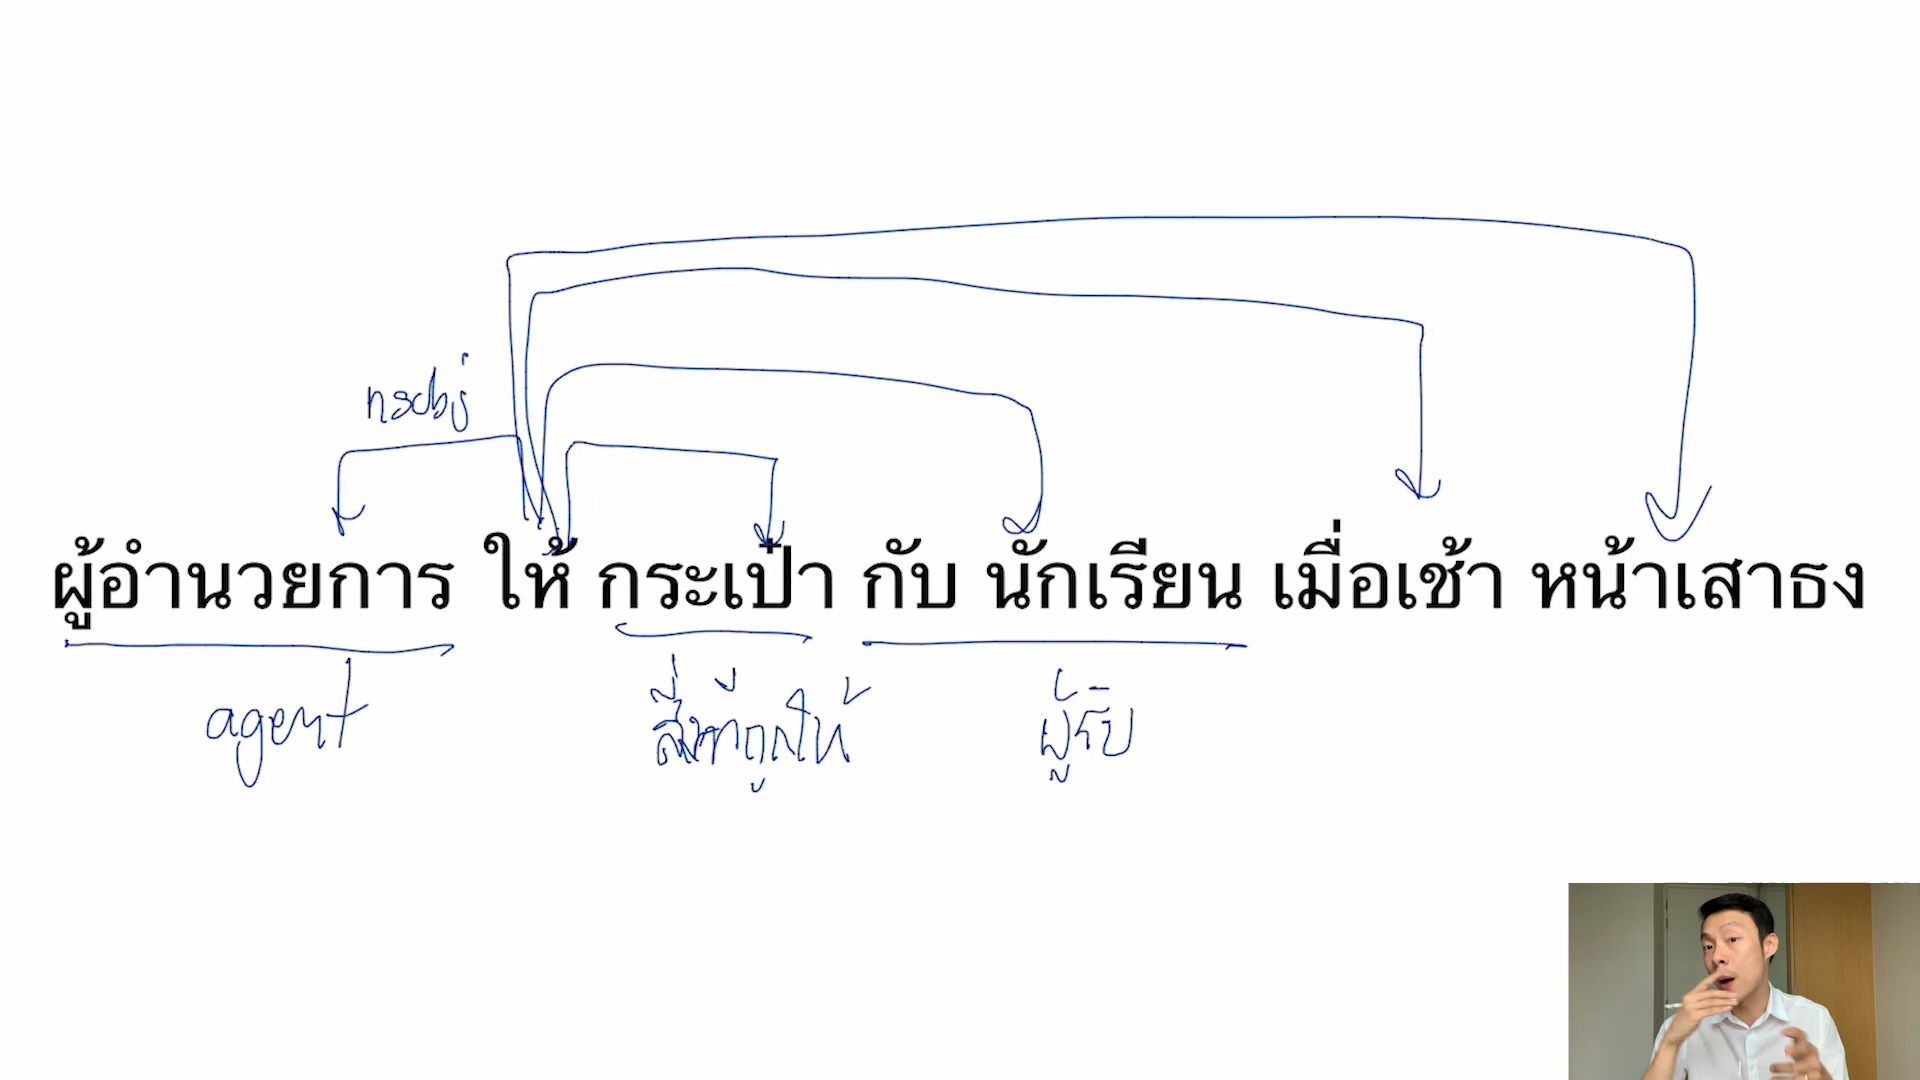 nsubj
ผู้อำนวยการ ให้ กระเป๋า กับ นักเรียน เมื่อเช้า หน้าเสาธง
agent สิ่งที่ถูกให้ ผู้รับ